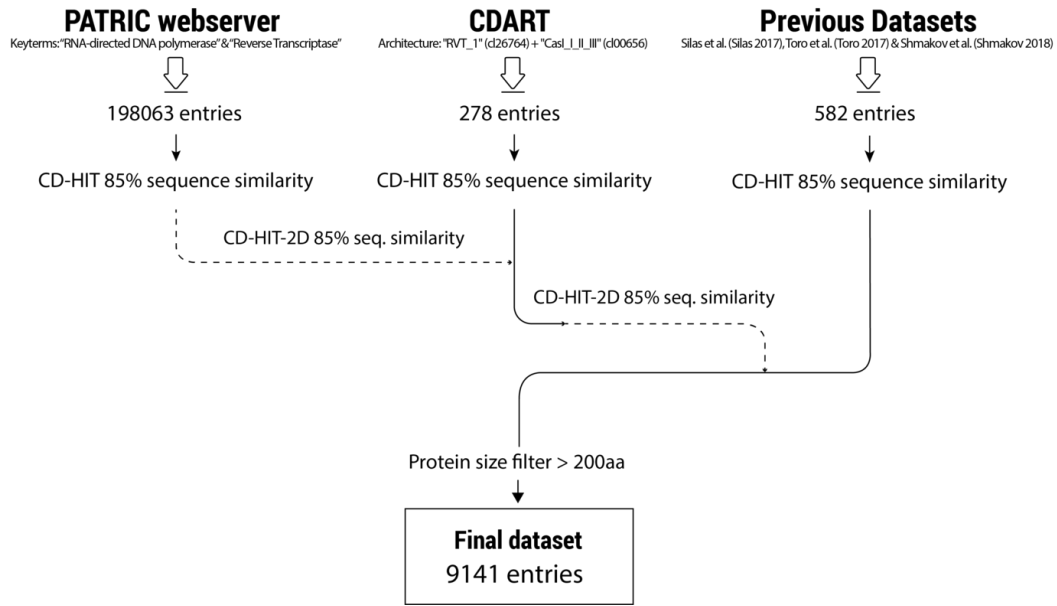 PATRIC webserver
Keyterms: “RNA-directed DNA polymerase” & “Reverse Transcriptase”
198063 entries
CD-HIT 85% sequence similarity
CDART
Architecture: "RVT_1" (cl26764) + "CasI_I_II_III" (cl00656)
278 entries
CD-HIT 85% sequence similarity
Previous Datasets
Silas et al. (Silas 2017), Toro et al. (Toro 2017) & Shmakov et al. (Shmakov 2018)
582 entries
CD-HIT 85% sequence similarity
CD-HIT-2D 85% seq. similarity
CD-HIT-2D 85% seq. similarity
Protein size filter > 200aa
Final dataset
9141 entries